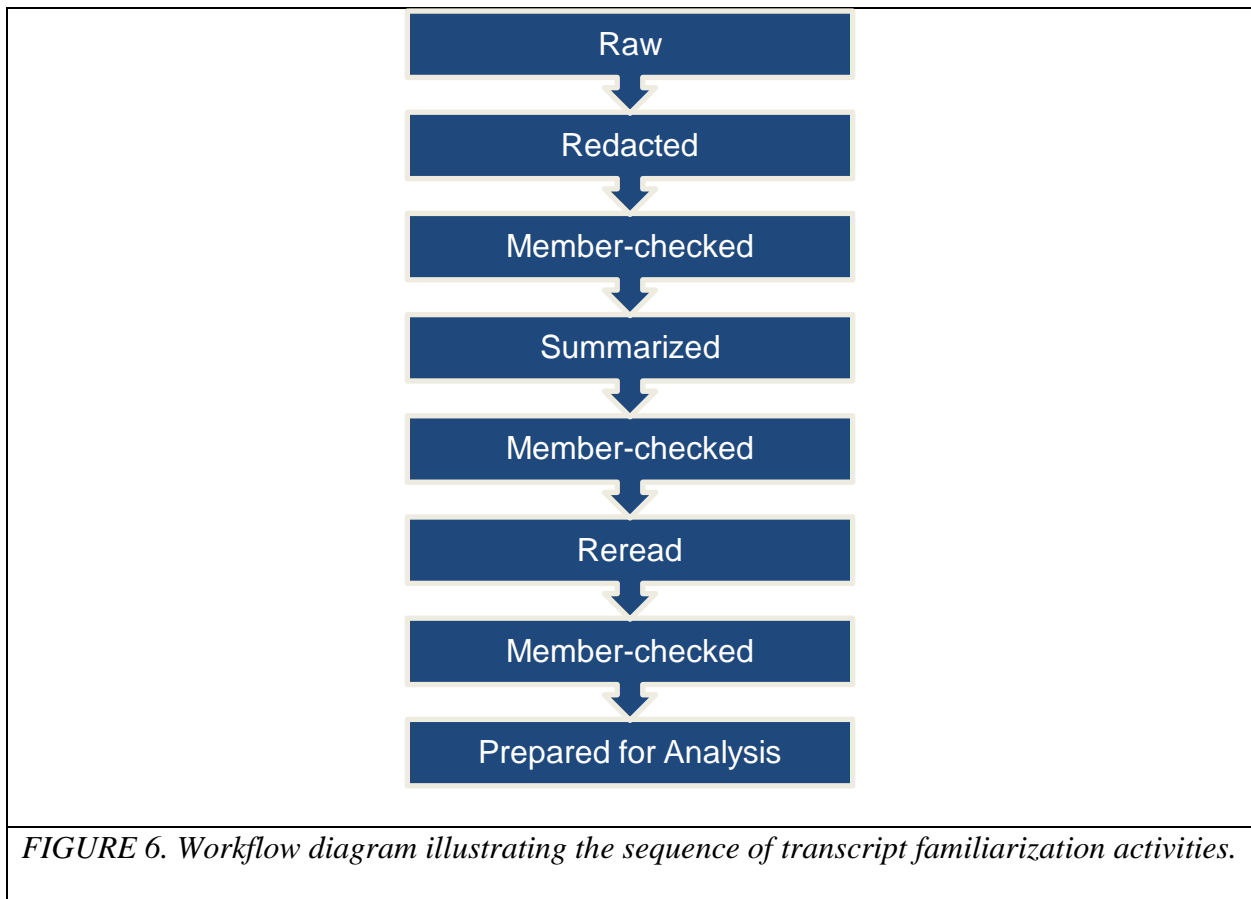 Raw
Redacted
Member-checked
Summarized
Member-checked
Reread
Member-checked
Prepared for Analysis
FIGURE 6. Workflow diagram illustrating the sequence of transcript familiarization activities.